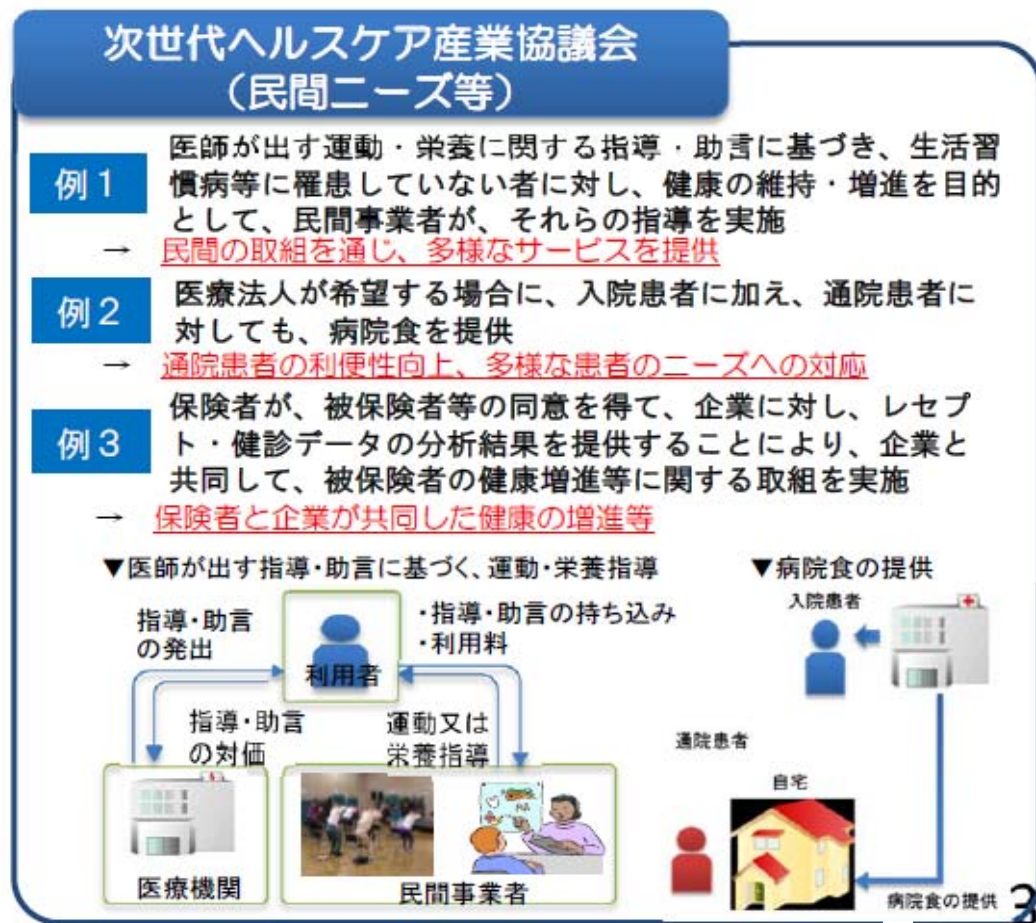 次世代ヘルスケア産業協議会
（民間ニーズ等）
例１
医師が出す運動・栄養に関する指導・助言に基づき、生活習
慣病等に罹患していない者に対し、健康の維持・増進を目的
として、民間事業者が、それらの指導を実施
→ 民間の取組を通じ、多様なサービスを提供
例２
医療法人が希望する場合に、入院患者に加え、通院患者に
対しても、病院食を提供
→ 通院患者の利便性向上、多様な患者のニーズへの対応
例３
保険者が、被保険者等の同意を得て、企業に対し、レセプ
ト・健診データの分析結果を提供することにより、企業と
共同して、被保険者の健康増進等に関する取組を実施
→ 保険者と企業が共同した健康の増進等
▼医師が出す指導・助言に基づく、運動・栄養指導
指導・助言
の発出
利用者
・指導・助言の持ち込み
・利用料
指導・助言
の対価
運動又は
栄養指導
医療機関
民間事業者
▼病院食の提供
入院患者
通院患者
自宅
病院食の提供